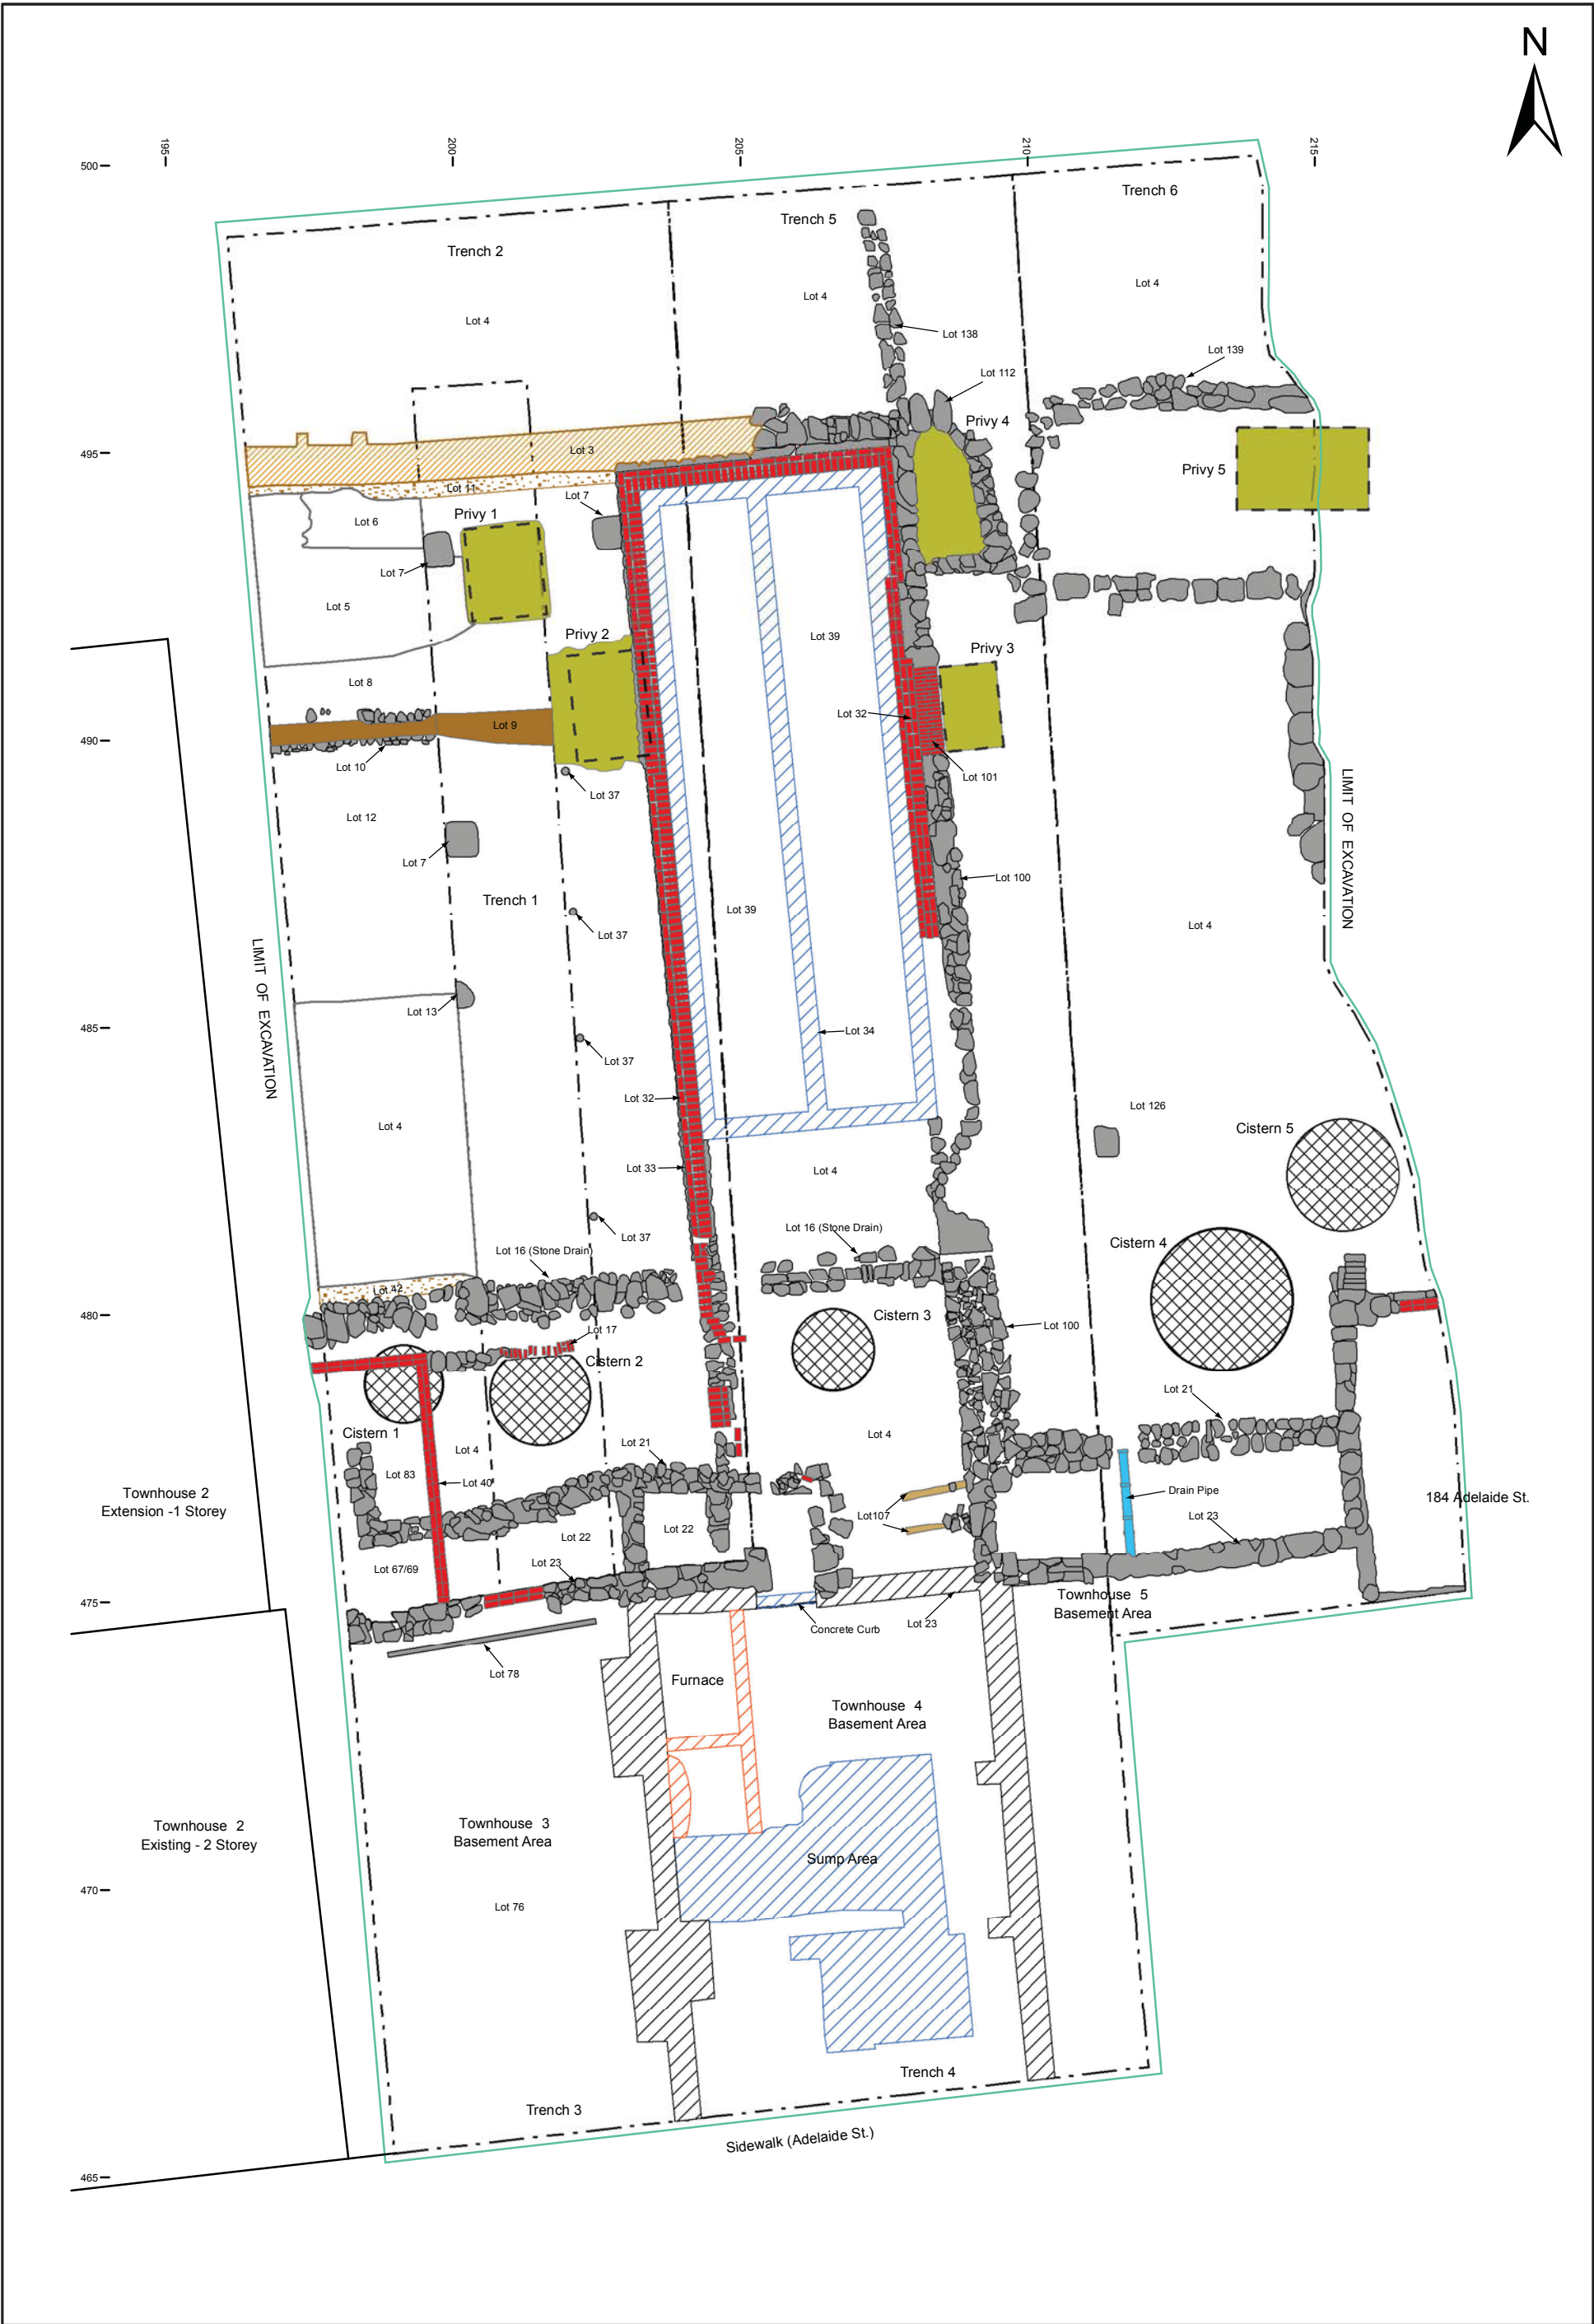 N
195
200
205
210
215
500
Trench 6
Trench 5
Trench 2
Lot 4
Lot 4
Lot 4
Lot 138
Lot 139
Lot 112
Privy 4
495
Lot 3
Privy 5
Lot 11
Lot 7
Privy 1
Lot 6
Lot 7
Lot 5
Privy 2
Lot 39
Privy 3
Lot 8
Lot 32
Lot 9
490
Lot 10
Lot 101
Lot 37
Lot 12
LIMIT OF EXCAVATION
Lot 7
Lot 100
Trench 1
Lot 39
Lot 37
Lot 4
LIMIT OF EXCAVATION
Lot 13
485
Lot 34
Lot 37
Lot 32
Lot 126
Lot 4
Cistern 5
Lot 33
Lot 4
Lot 16 (Stone Drain)
Lot 37
Cistern 4
Lot 16 (Stone Drain)
Lot 42
480
Cistern 3
Lot 100
Lot 17
Cistern 2
Lot 21
Cistern 1
Lot 4
Lot 21
Lot 4
Lot 83
Lot 40
Townhouse 2
Extension -1 Storey
Drain Pipe
184 Adelaide St.
Lot107
Lot 23
Lot 22
Lot 22
Lot 23
Lot 67/69
475
Townhouse 5
Basement Area
Concrete Curb
Lot 23
Lot 78
Furnace
Townhouse 4
Basement Area
Townhouse 3
Basement Area
Townhouse 2
Existing - 2 Storey
Sump Area
470
Lot 76
Trench 4
Trench 3
Sidewalk (Adelaide St.)
465